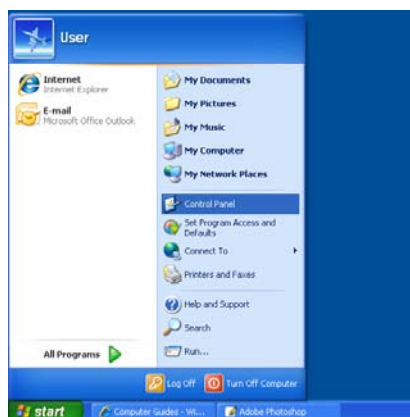 User
Internet
Internet Explorer
E-mail
Microsoft Office Outlook
All Programs
My Documents
My Pictures
My Music
My Computer
My Network Places
Control Panel
Set Program Access and
Defaults
Connect To
Printers and Faxes
Help and Support
Search
Run...
Log Off
Turn Off Computer
start
Computer Guides - Wi...
Adobe Photoshop